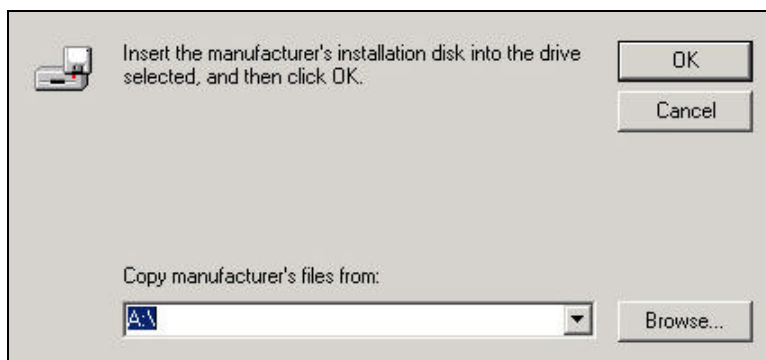 Insert the manufacturer's installation disk into the drive
selected, and then click OK.
OK
Cancel
Copy manufacturer's files from:
A:\
Browse...